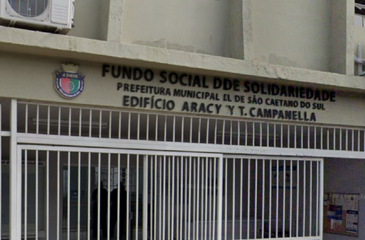 FUNDO SOCIAL DDE SOLIDARIEDADE
PREFEITURA MUNICIPAL EL DE SÃO CAETANO DO SUL
EDIFÍCIO ARACY Y T. CAMPANELLA